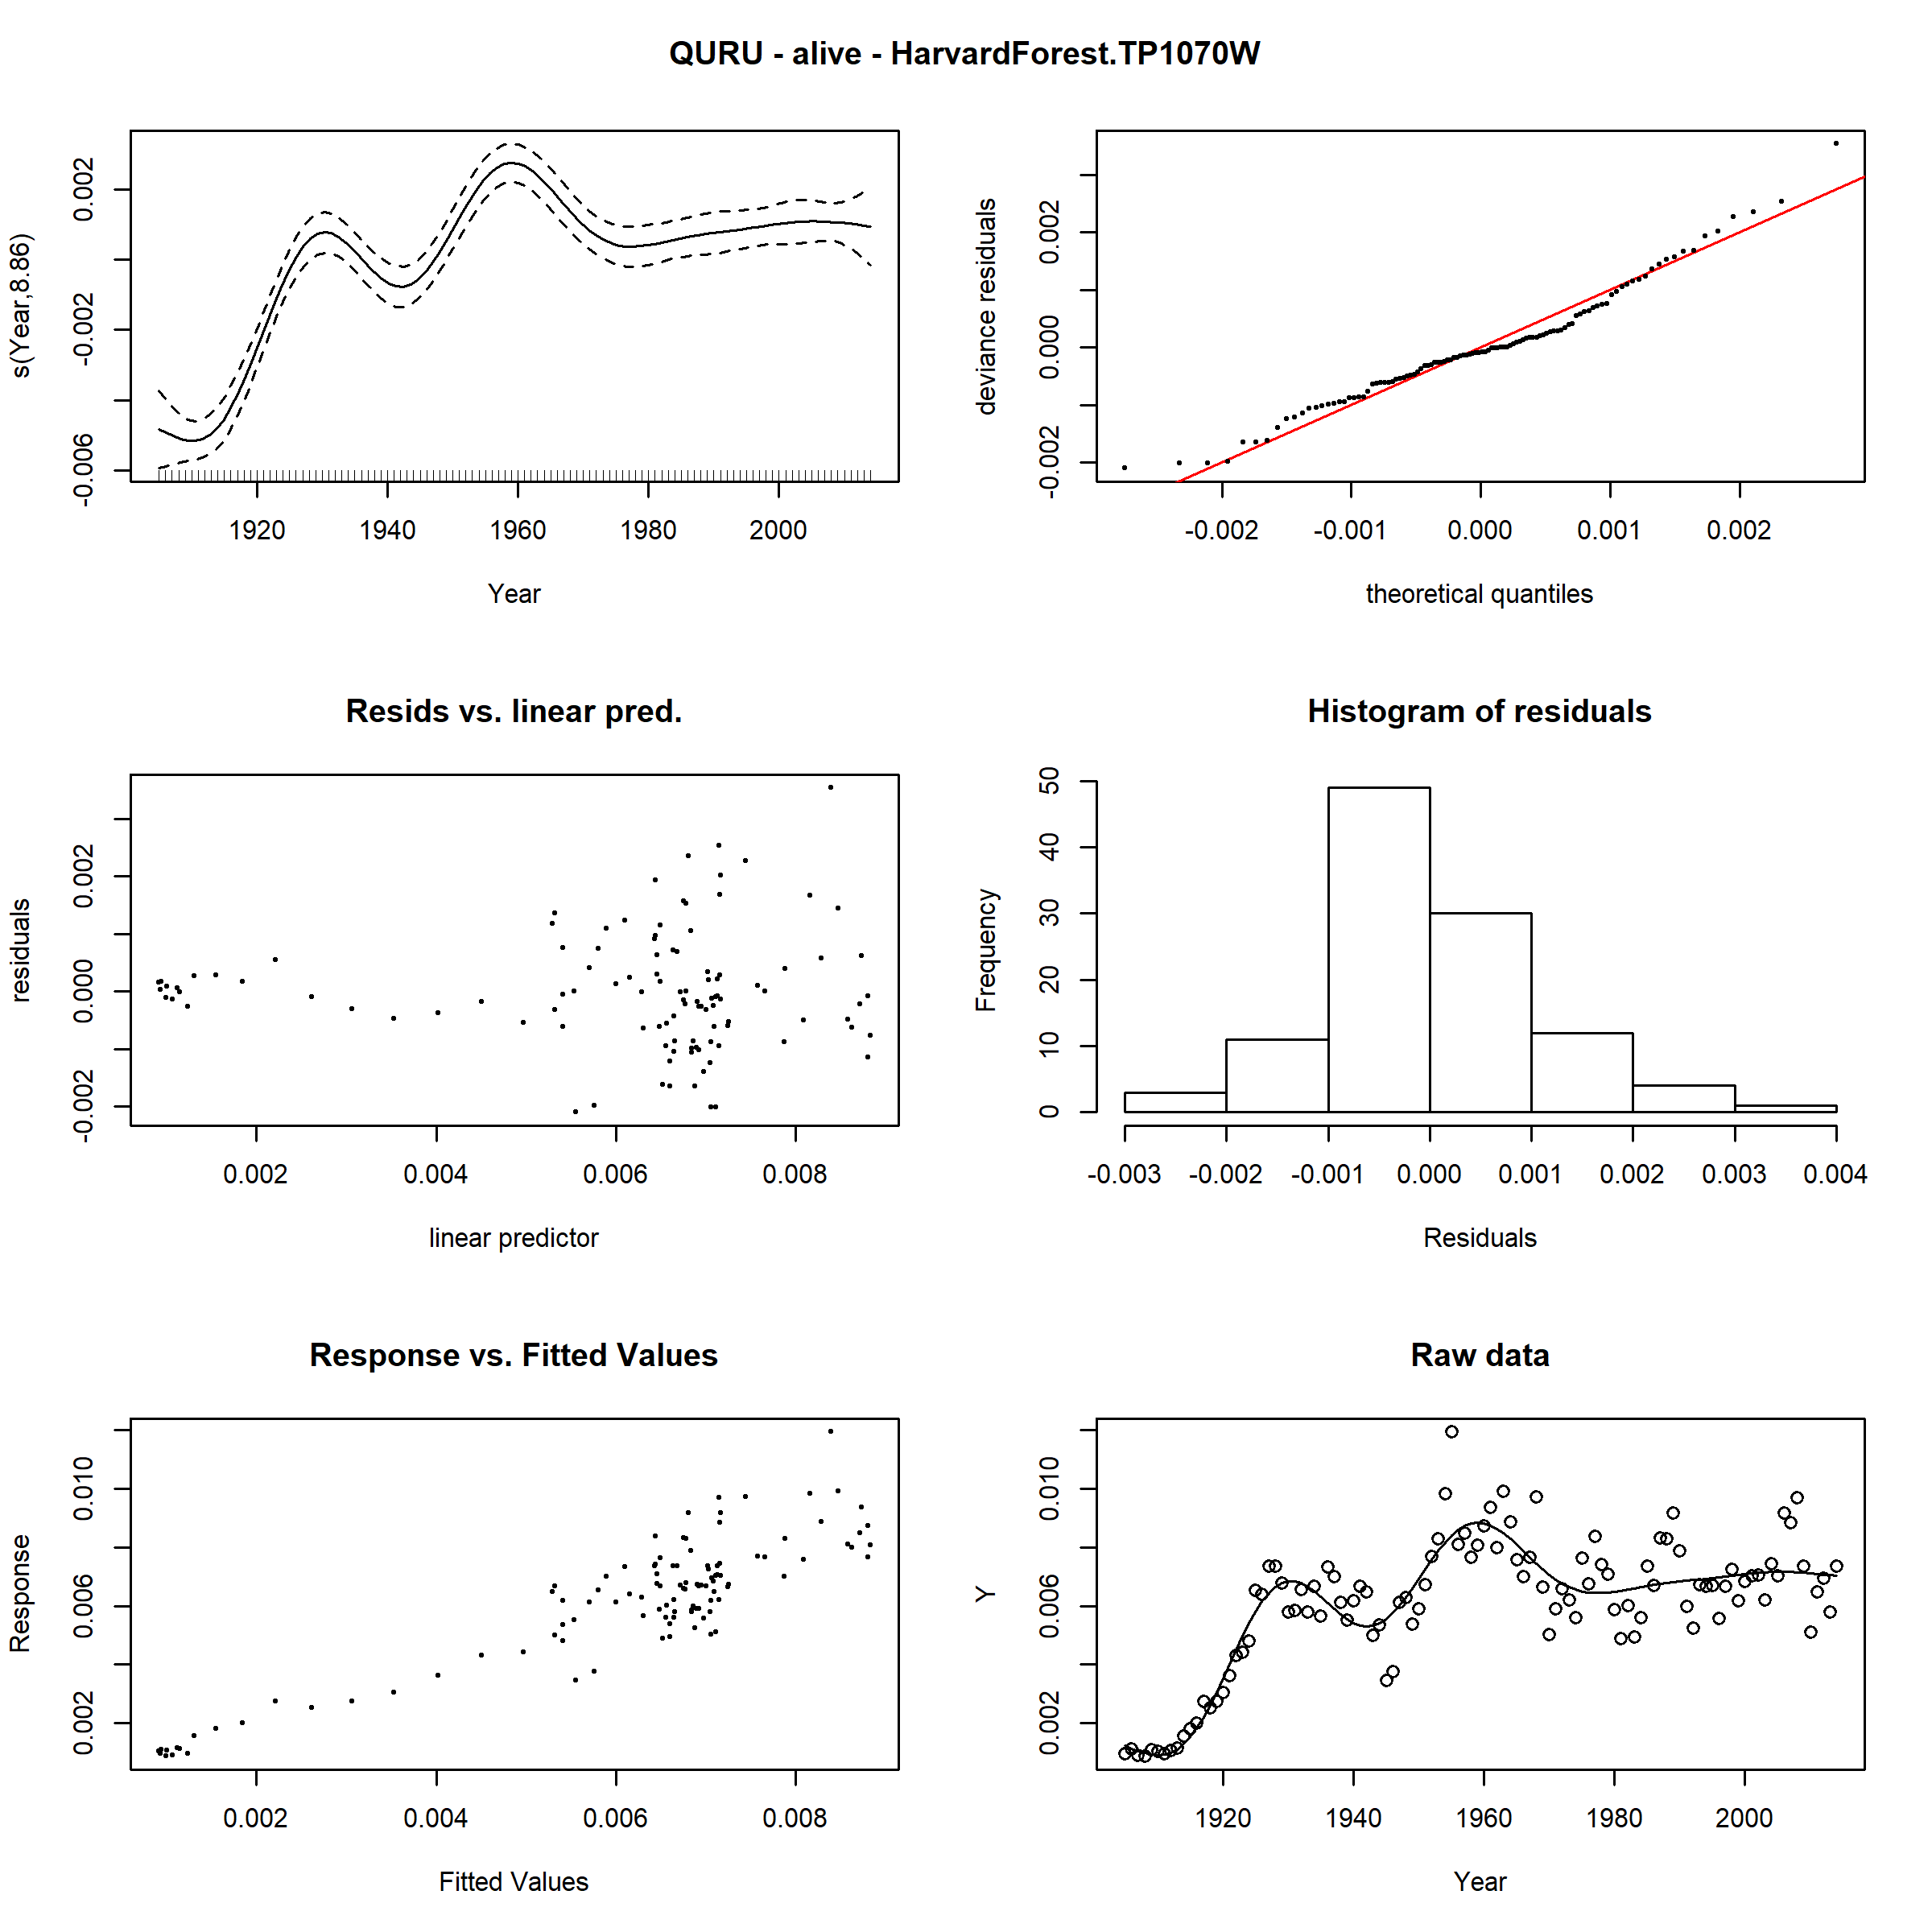 QURU - alive - HarvardForest.TP1070W
s(Year,8.86)
0.002
-0.002
-0.006
1920 1940 1960 1980 2000
Year
deviance residuals
0.002
0.000
-0.002
-0.002 -0.001 0.000 0.001 0.002
theoretical quantiles
Resids vs. linear pred.
residuals
0.002
0.000
-0.002
0.002 0.004 0.006 0.008
linear predictor
Histogram of residuals
Frequency
50
40
30
20
10
0
-0.003 -0.002 -0.001 0.000 0.001 0.002 0.003 0.004
Residuals
Response vs. Fitted Values
Response
0.010
0.006
0.002
0.002 0.004 0.006 0.008
Fitted Values
Raw data
Y
0.010
0.006
0.002
1920 1940 1960 1980 2000
Year